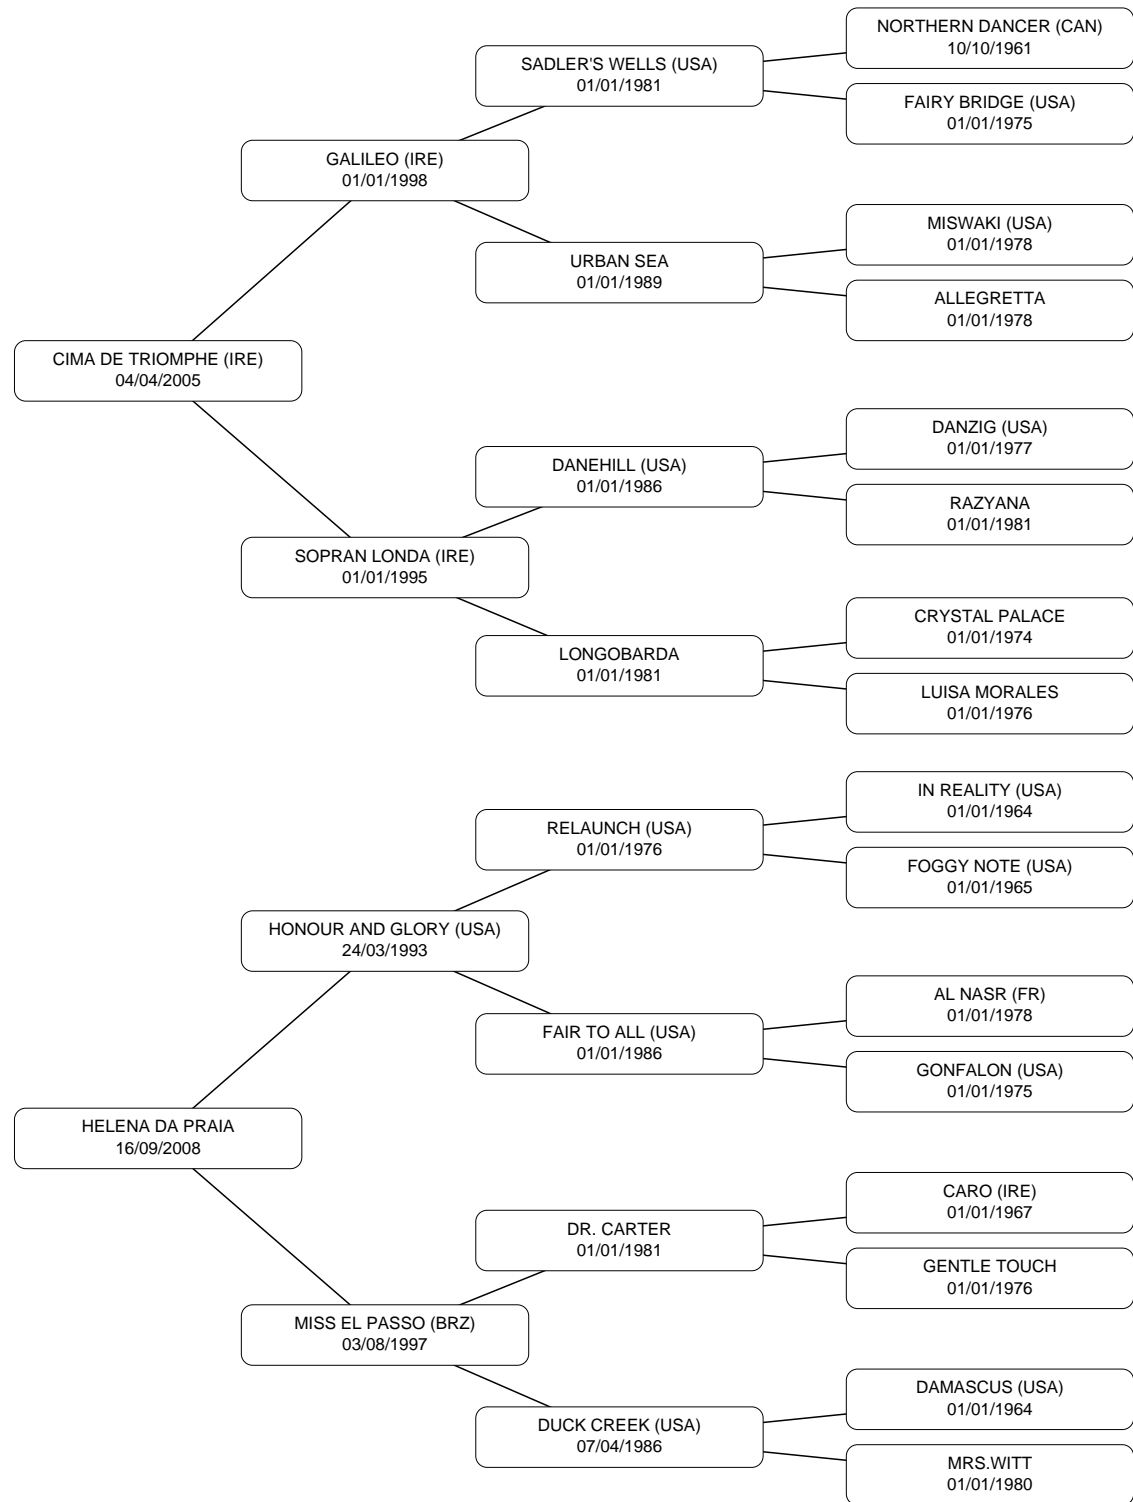 NORTHERN DANCER (CAN)
10/10/1961
SADLER'S WELLS (USA)
01/01/1981
FAIRY BRIDGE (USA)
01/01/1975
GALILEO (IRE)
01/01/1998
MISWAKI (USA)
01/01/1978
URBAN SEA
01/01/1989
ALLEGRETTA
01/01/1978
CIMA DE TRIOMPHE (IRE)
04/04/2005
DANZIG (USA)
01/01/1977
DANEHILL (USA)
01/01/1986
RAZYANA
01/01/1981
SOPRAN LONDA (IRE)
01/01/1995
CRYSTAL PALACE
01/01/1974
LONGOBARDA
01/01/1981
LUISA MORALES
01/01/1976
IN REALITY (USA)
01/01/1964
RELAUNCH (USA)
01/01/1976
FOGGY NOTE (USA)
01/01/1965
HONOUR AND GLORY (USA)
24/03/1993
AL NASR (FR)
01/01/1978
FAIR TO ALL (USA)
01/01/1986
GONFALON (USA)
01/01/1975
HELENA DA PRAIA
16/09/2008
CARO (IRE)
01/01/1967
DR. CARTER
01/01/1981
GENTLE TOUCH
01/01/1976
MISS EL PASSO (BRZ)
03/08/1997
DAMASCUS (USA)
01/01/1964
DUCK CREEK (USA)
07/04/1986
MRS.WITT
01/01/1980